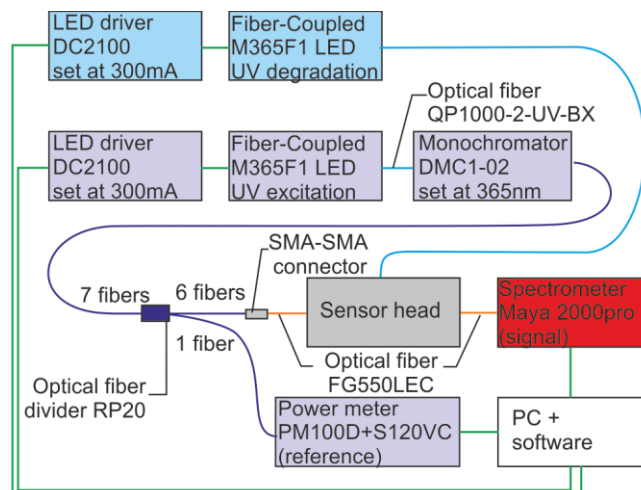 LED driver
DC2100
set at 300mA
Fiber-Coupled
M365F1 LED
UV degradation
Optical fiber
QP1000-2-UV-BX
LED driver
DC2100
set at 300mA
Fiber-Coupled
M365F1 LED
UV excitation
Monochromator
DMC1-02
set at 365nm
SMA-SMA
connector
7 fibers
6 fibers
1 fiber
Sensor head
Spectrometer
Maya 2000pro
(signal)
Optical fiber
FG550LEC
Optical fiber
divider RP20
Power meter
PM100D+S120VC
(reference)
PC +
software